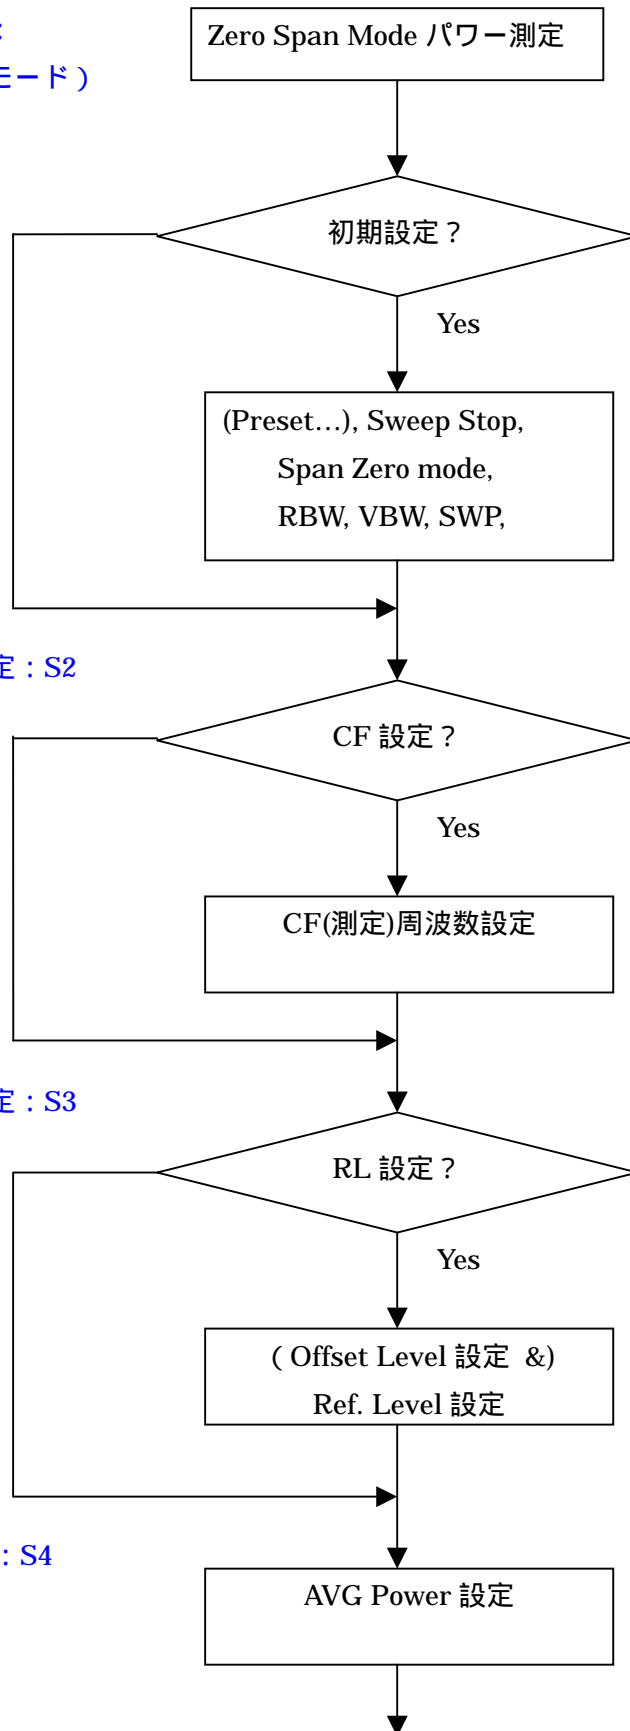 :
Zero Span Mode パワー測定
モード )
初期設定？
Yes
(Preset…), Sweep Stop,
Span Zero mode,
RBW, VBW, SWP,
定：S2
CF 設定？
Yes
CF(測定)周波数設定
定：S3
RL 設定？
Yes
( Offset Level 設定 &)
Ref. Level 設定
: S4
AVG Power 設定